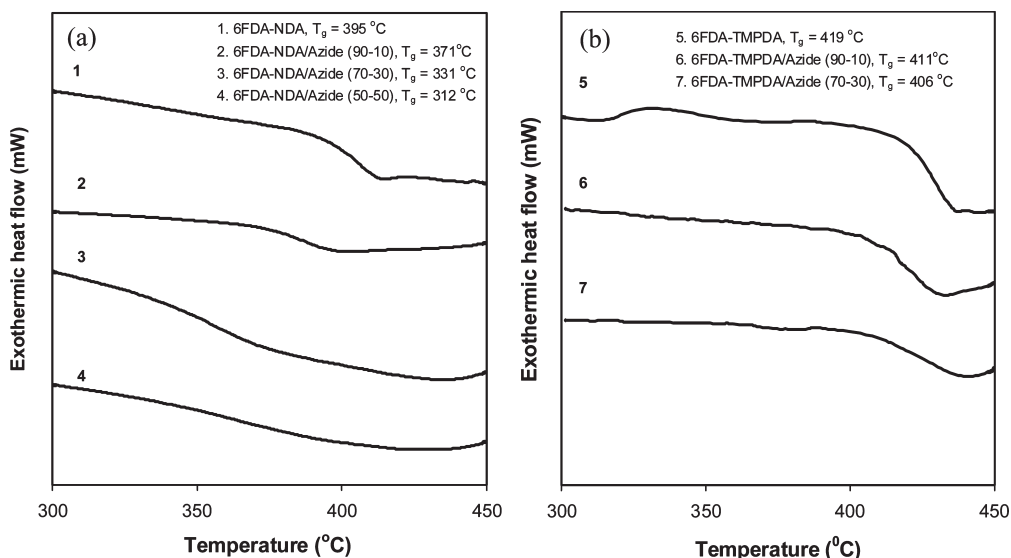 (a)
1. 6FDA-NDA, Tg = 395 °C
2. 6FDA-NDA/Azide (90-10), Tg = 371°C
3. 6FDA-NDA/Azide (70-30), Tg = 331 °C
4. 6FDA-NDA/Azide (50-50), Tg = 312 °C
1
2
3
4
Exothermic heat flow (mW)
300
350
400
450
Temperature (°C)
(b)
5. 6FDA-TMPDA, Tg = 419 °C
6. 6FDA-TMPDA/Azide (90-10), Tg = 411°C
7. 6FDA-TMPDA/Azide (70-30), Tg = 406 °C
5
6
7
Exothermic heat flow (mW)
300
350
400
450
Temperature (⁰C)